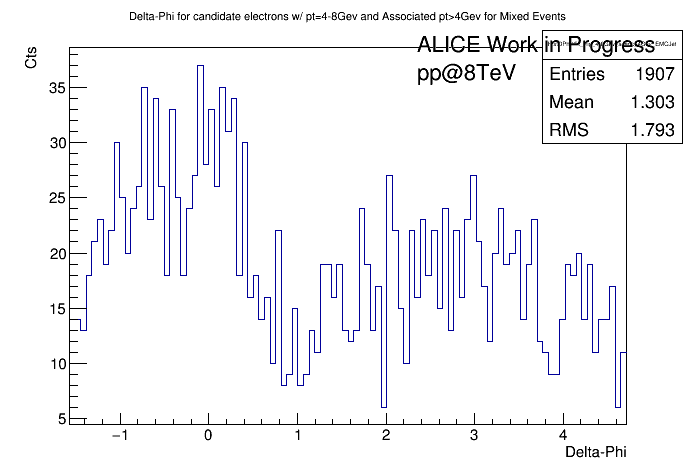 Delta-Phi for candidate electrons w/ pt=4-8Gev and Associated pt>4Gev for Mixed Events
Cts
ALICE Work in Progress
pp@8TeV
Entries 1907
Mean 1.303
RMS 1.793
35
30
25
20
15
10
5
−1 0 1 2 3 4
Delta-Phi